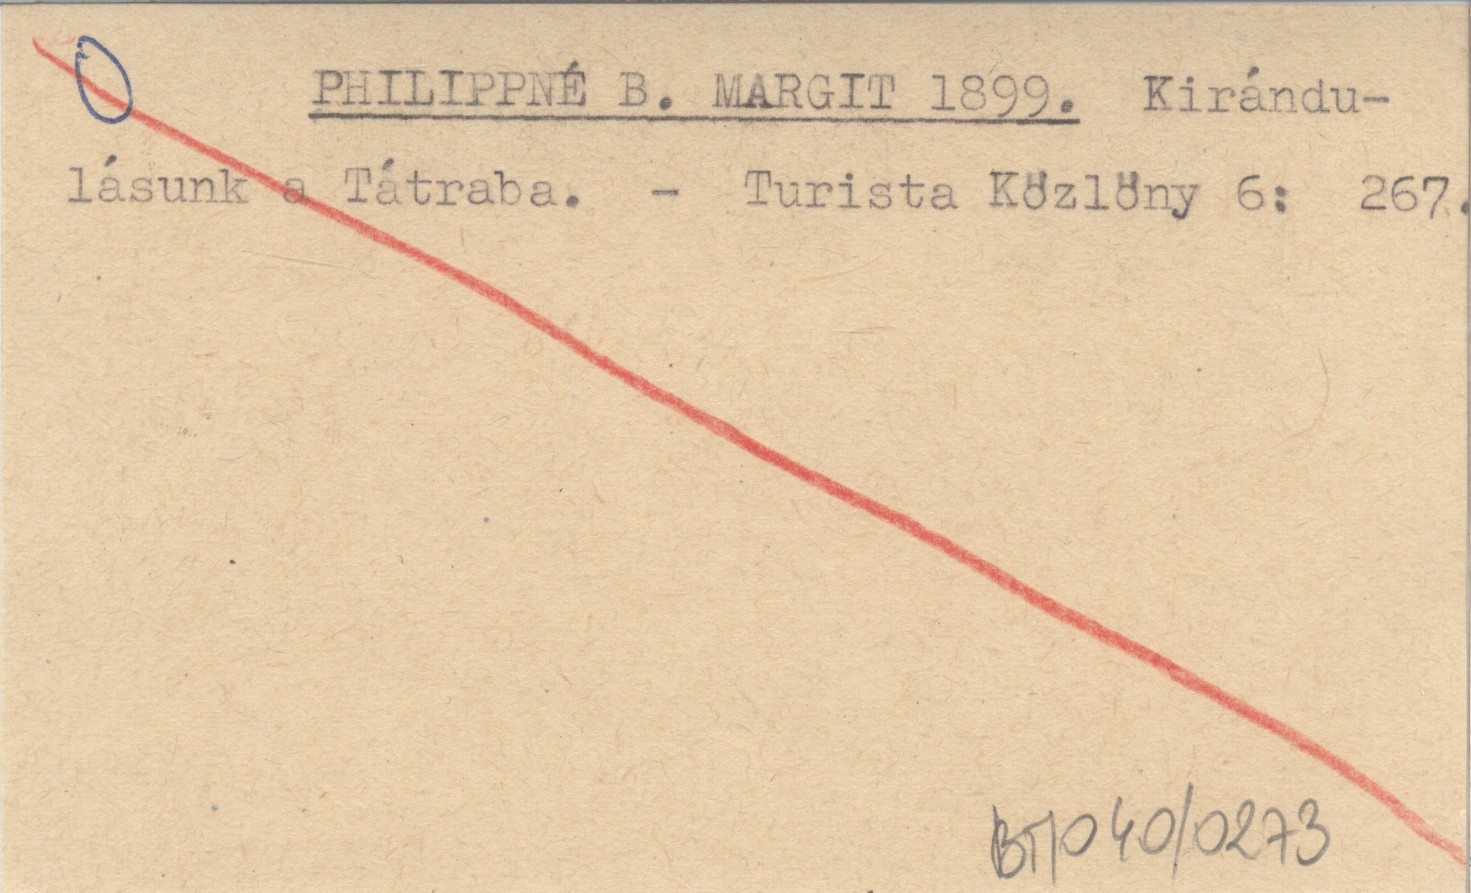 PHILIPPNÉ B. MARGIT 1899. Kirándu-
lásunk a Tátraba. - Turista Közlöny 6: 267.
BT/040/0273